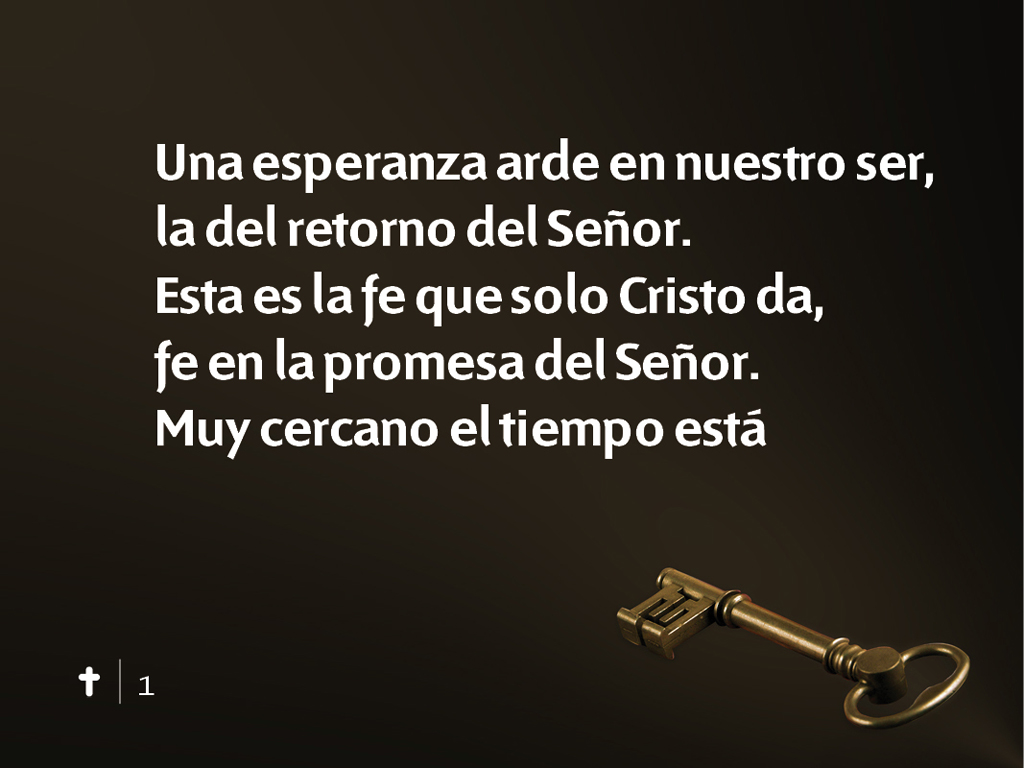 Una esperanza arde en nuestro ser,
la del retorno del Señor.
Esta es la fe que solo Cristo da,
fe en la promesa del Señor.
Muy cercano el tiempo está
1